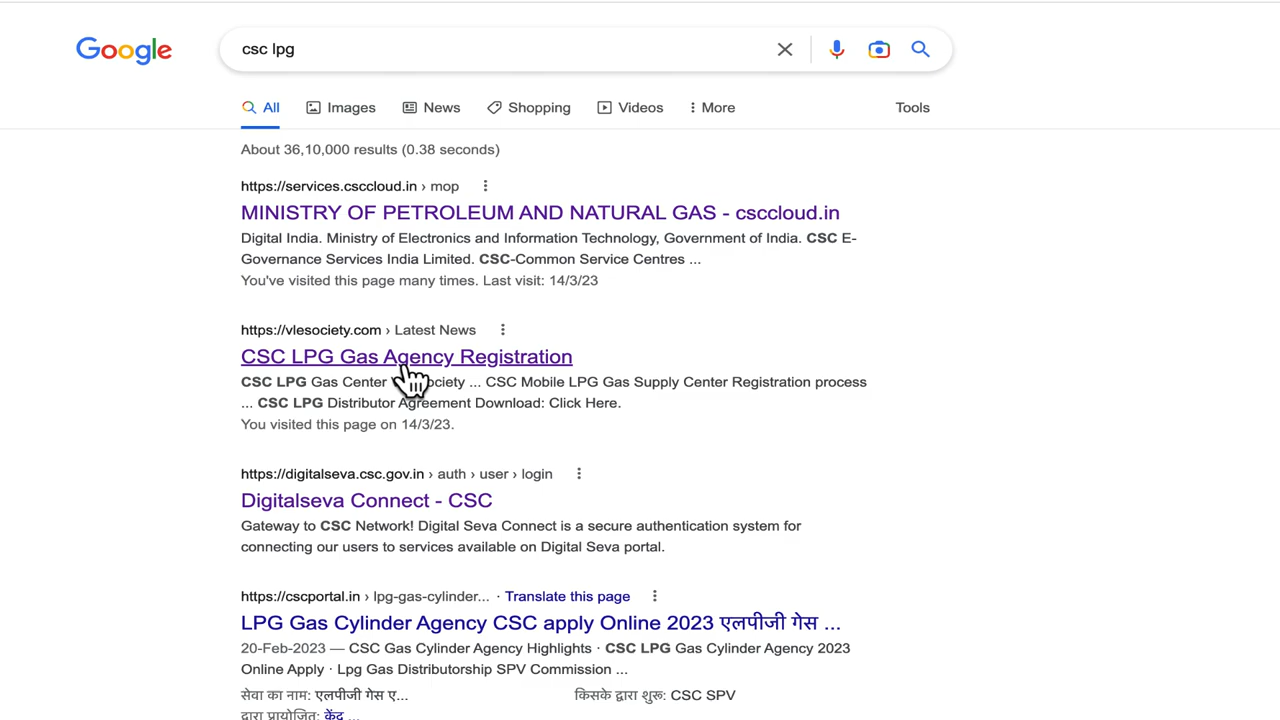 Google
csc lpg
All Images News Shopping Videos More Tools
About 36,10,000 results (0.38 seconds)
https://services.csccloud.in › mop
MINISTRY OF PETROLEUM AND NATURAL GAS - csccloud.in
Digital India. Ministry of Electronics and Information Technology, Government of India. CSC E-
Governance Services India Limited. CSC-Common Service Centres ...
You've visited this page many times. Last visit: 14/3/23
https://vlesociety.com › Latest News
CSC LPG Gas Agency Registration
CSC LPG Gas Center Society ... CSC Mobile LPG Gas Supply Center Registration process
... CSC LPG Distributor Agreement Download: Click Here.
You visited this page on 14/3/23.
https://digitalseva.csc.gov.in › auth › user › login
Digitalseva Connect - CSC
Gateway to CSC Network! Digital Seva Connect is a secure authentication system for
connecting our users to services available on Digital Seva portal.
https://cscportal.in › lpg-gas-cylinder... · Translate this page
LPG Gas Cylinder Agency CSC apply Online 2023 एलपीजी गेस ...
20-Feb-2023 — CSC Gas Cylinder Agency Highlights · CSC LPG Gas Cylinder Agency 2023
Online Apply · Lpg Gas Distributorship SPV Commission ...
सेवा का नाम: एलपीजी गेस ए... किसके द्वारा शुरू: CSC SPV
द्वारा प्रायोजित: केंद्र ...